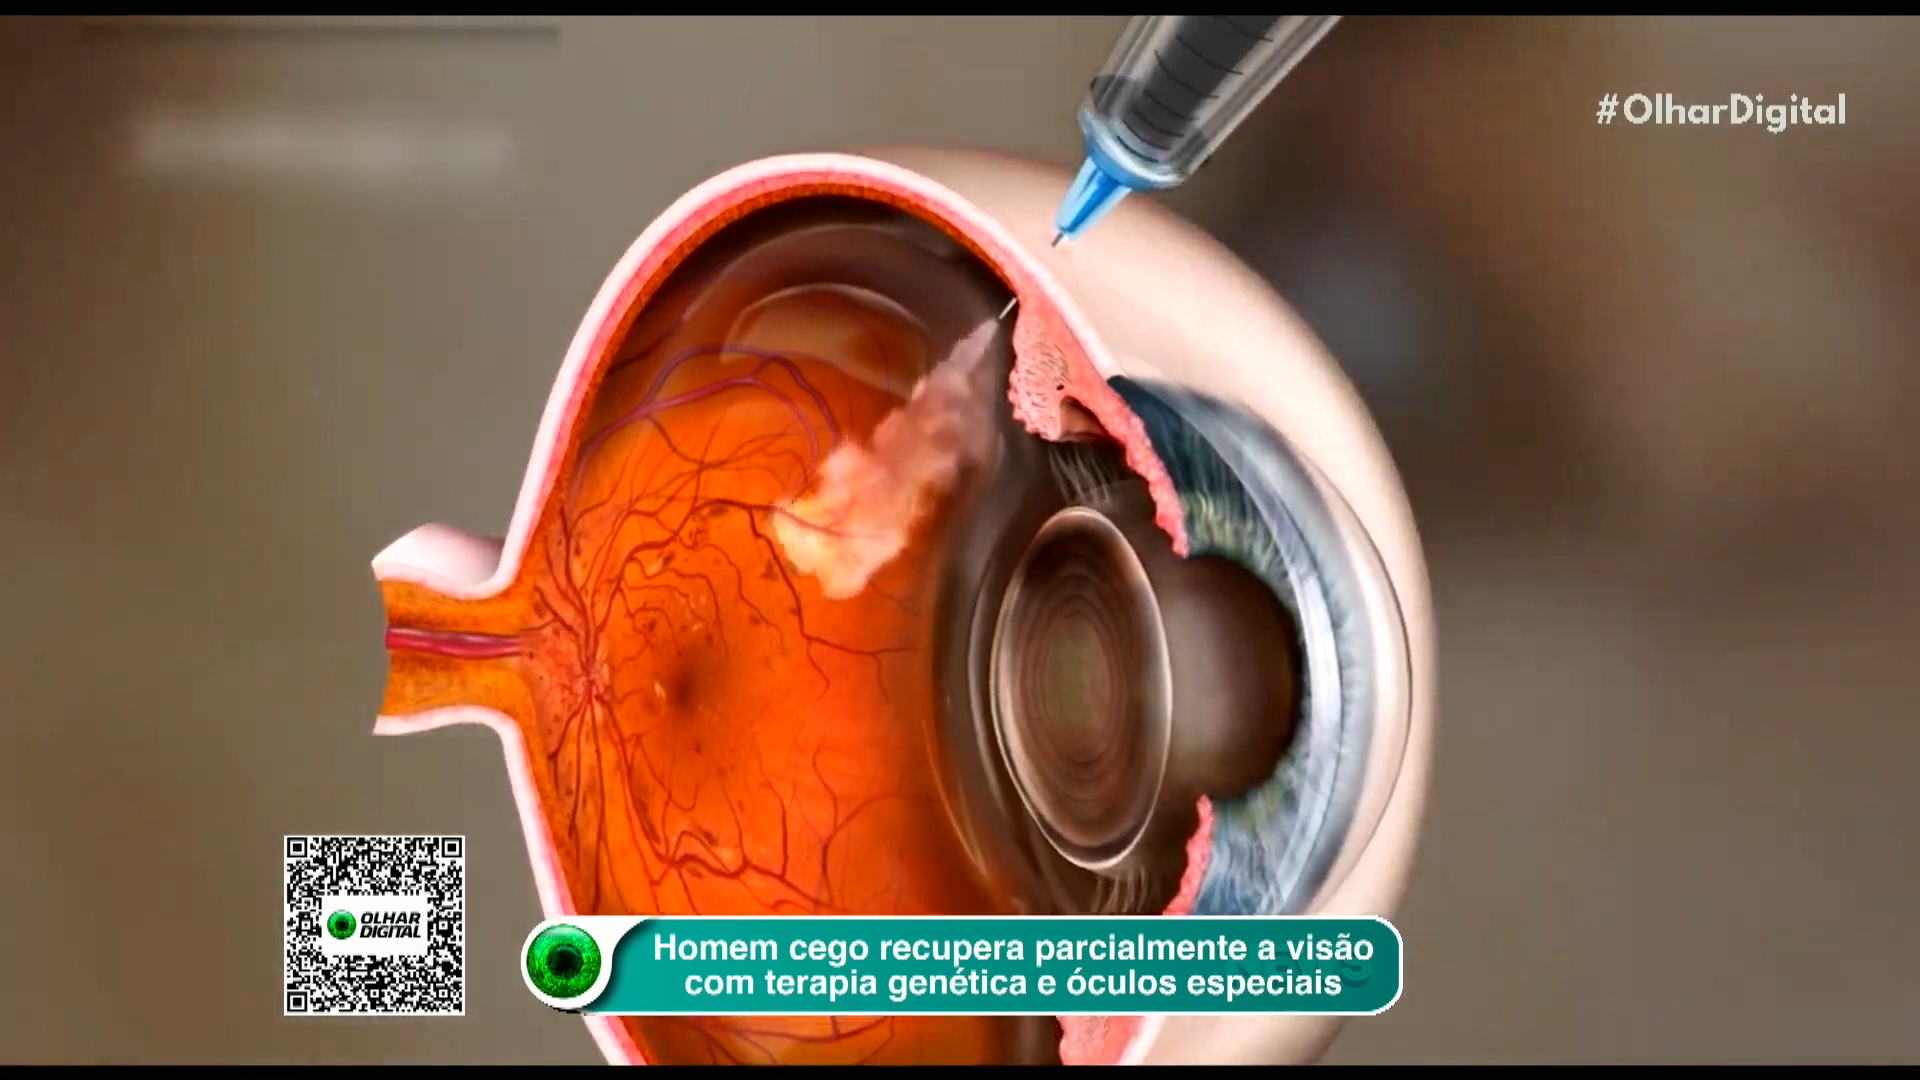 #OlharDigital
OLHAR
DIGITAL
Homem cego recupera parcialmente a visão
com terapia genética e óculos especiais